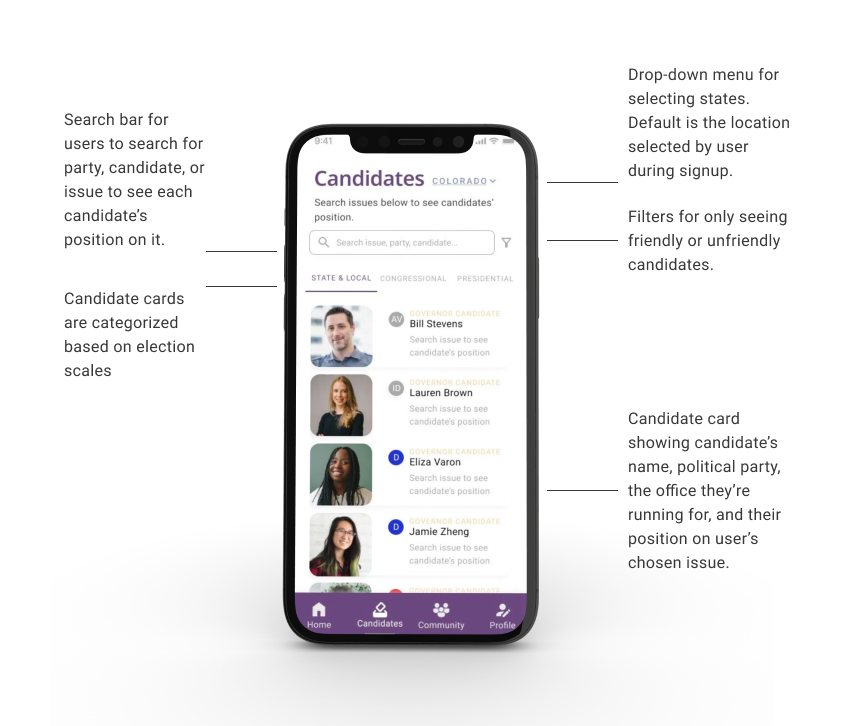 Search bar for
users to search for
party, candidate, or
issue to see each
candidate's
position on it.
Candidate cards
are categorized
based on election
scales
9:41
Candidates COLORADO
Search issues below to see candidates'
position.
Search issue, party, candidate...
STATE & LOCAL CONGRESSIONAL PRESIDENTIAL
GOVERNOR CANDIDATE
AV Bill Stevens
Search issue to see
candidate's position
GOVERNOR CANDIDATE
ID Lauren Brown
Search issue to see
candidate's position
GOVERNOR CANDIDATE
D Eliza Varon
Search issue to see
candidate's position
GOVERNOR CANDIDATE
D Jamie Zheng
Search issue to see
candidate's position
GOVERNOR CANDIDATE
Home Candidates Community Profile
Drop-down menu for
selecting states.
Default is the location
selected by user
during signup.
Filters for only seeing
friendly or unfriendly
candidates.
Candidate card
showing candidate's
name, political party,
the office they're
running for, and their
position on user's
chosen issue.